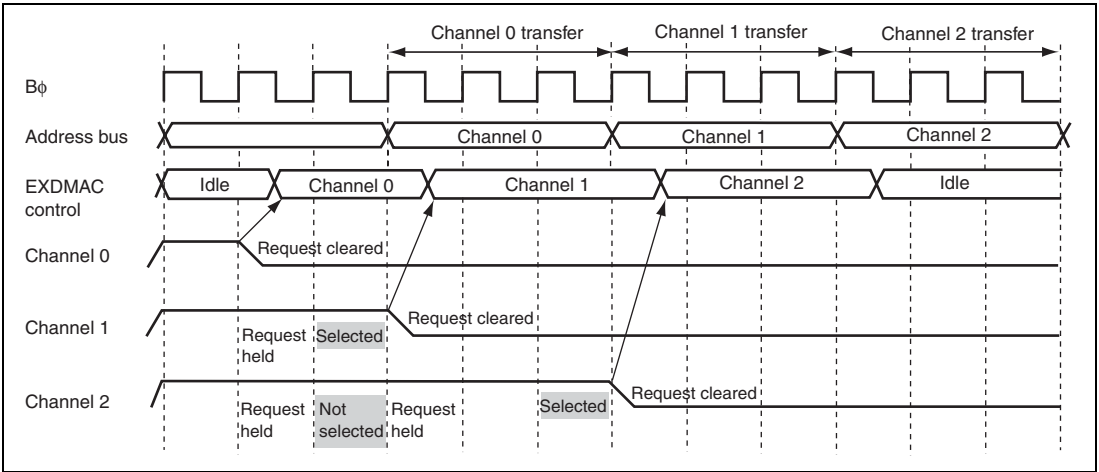 Channel 0 transfer Channel 1 transfer Channel 2 transfer
Bϕ
Address bus Channel 0 Channel 1 Channel 2
EXDMAC
control
Idle Channel 0 Channel 1 Channel 2 Idle
Channel 0 Request cleared
Channel 1 Request cleared
Request
held
Selected
Channel 2 Request cleared
Request
held
Not
selected
Request
held
Selected